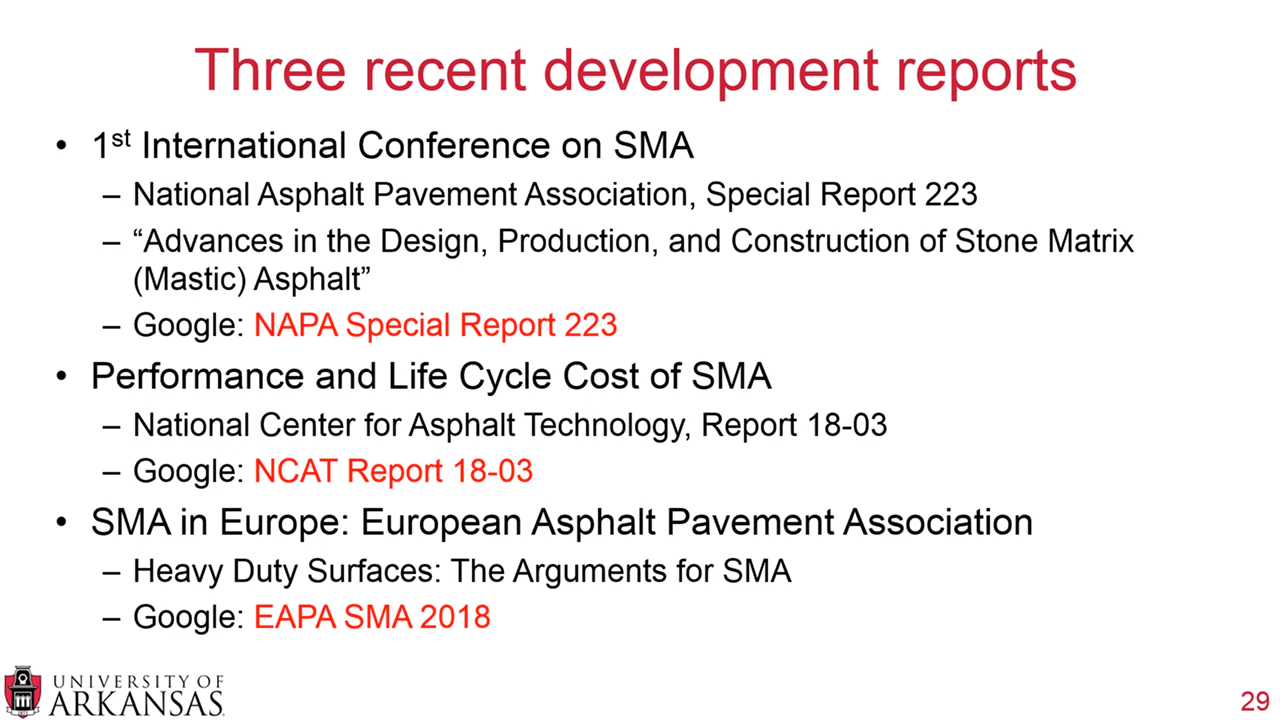 Three recent development reports
• 1st International Conference on SMA
– National Asphalt Pavement Association, Special Report 223
– “Advances in the Design, Production, and Construction of Stone Matrix
(Mastic) Asphalt”
– Google: NAPA Special Report 223
• Performance and Life Cycle Cost of SMA
– National Center for Asphalt Technology, Report 18-03
– Google: NCAT Report 18-03
• SMA in Europe: European Asphalt Pavement Association
– Heavy Duty Surfaces: The Arguments for SMA
– Google: EAPA SMA 2018
UNIVERSITY OF
ARKANSAS
29